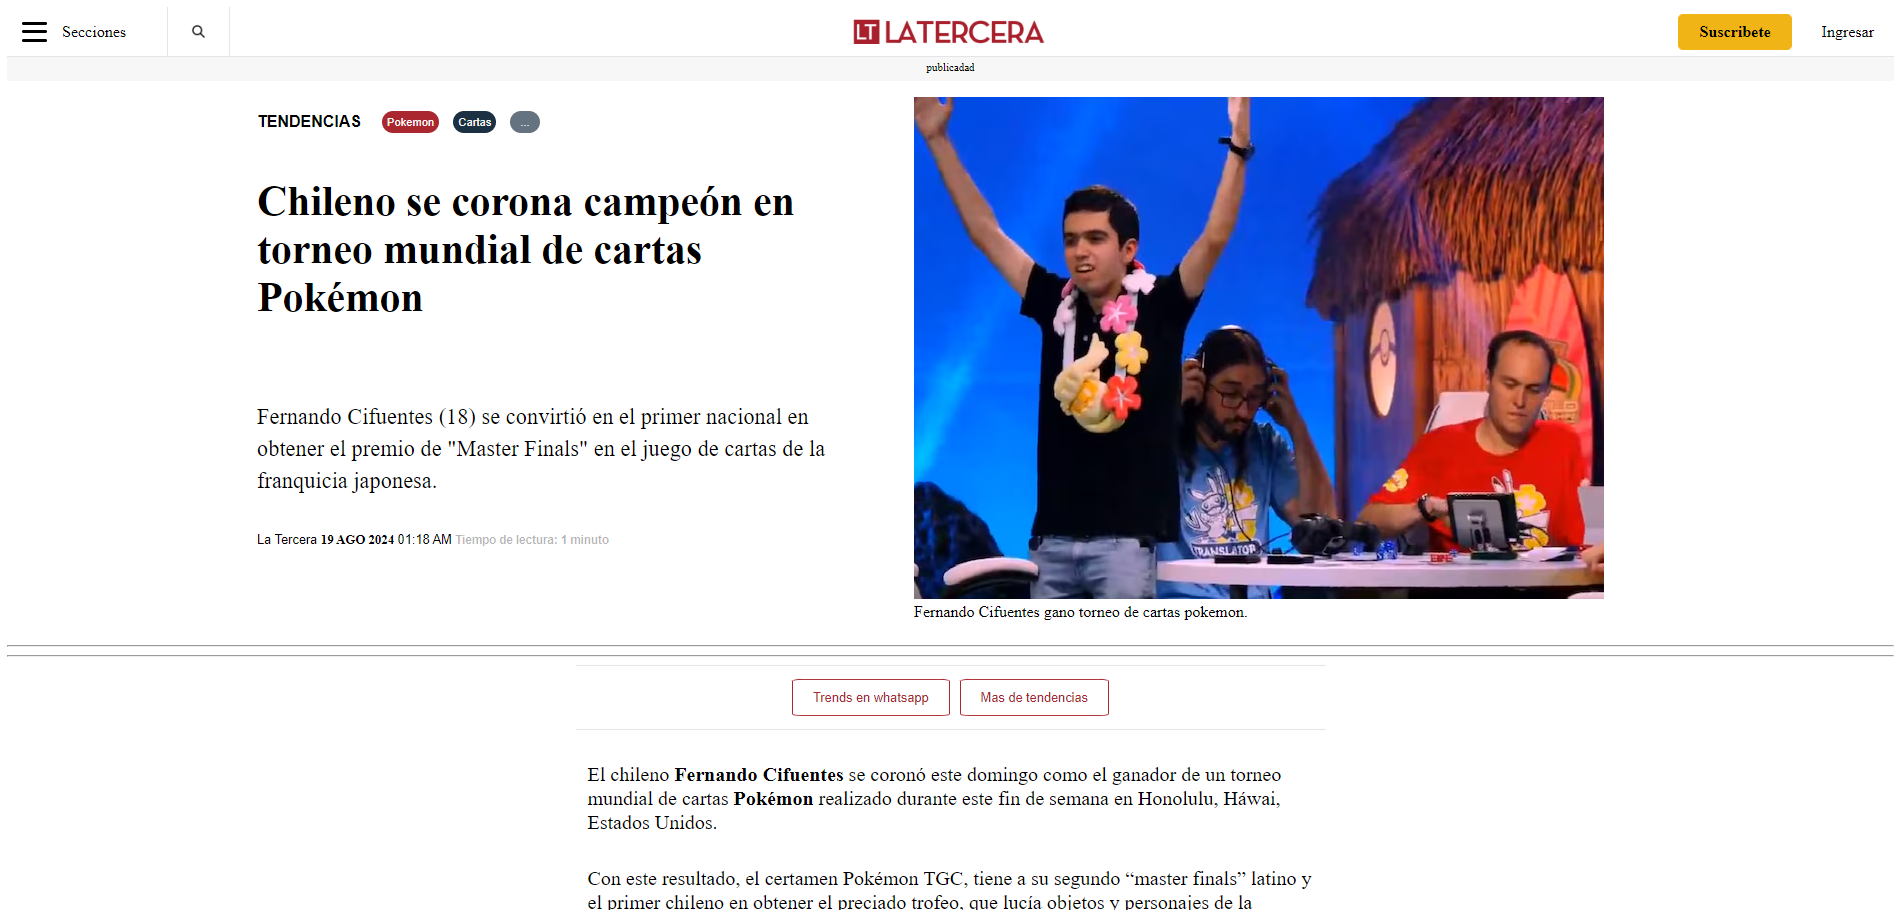 Secciones
LT LATERCERA
Suscribete
Ingresar
publicadad
TENDENCIAS Pokemon Cartas ...
Chileno se corona campeón en
torneo mundial de cartas
Pokémon
Fernando Cifuentes (18) se convirtió en el primer nacional en
obtener el premio de "Master Finals" en el juego de cartas de la
franquicia japonesa.
La Tercera 19 AGO 2024 01:18 AM Tiempo de lectura: 1 minuto
TRANSLATOR
Fernando Cifuentes gano torneo de cartas pokemon.
Trends en whatsapp
Mas de tendencias
El chileno Fernando Cifuentes se coronó este domingo como el ganador de un torneo
mundial de cartas Pokémon realizado durante este fin de semana en Honolulu, Háwai,
Estados Unidos.
Con este resultado, el certamen Pokémon TGC, tiene a su segundo “master finals” latino y
el primer chileno en obtener el preciado trofeo, que lucía objetos y personajes de la